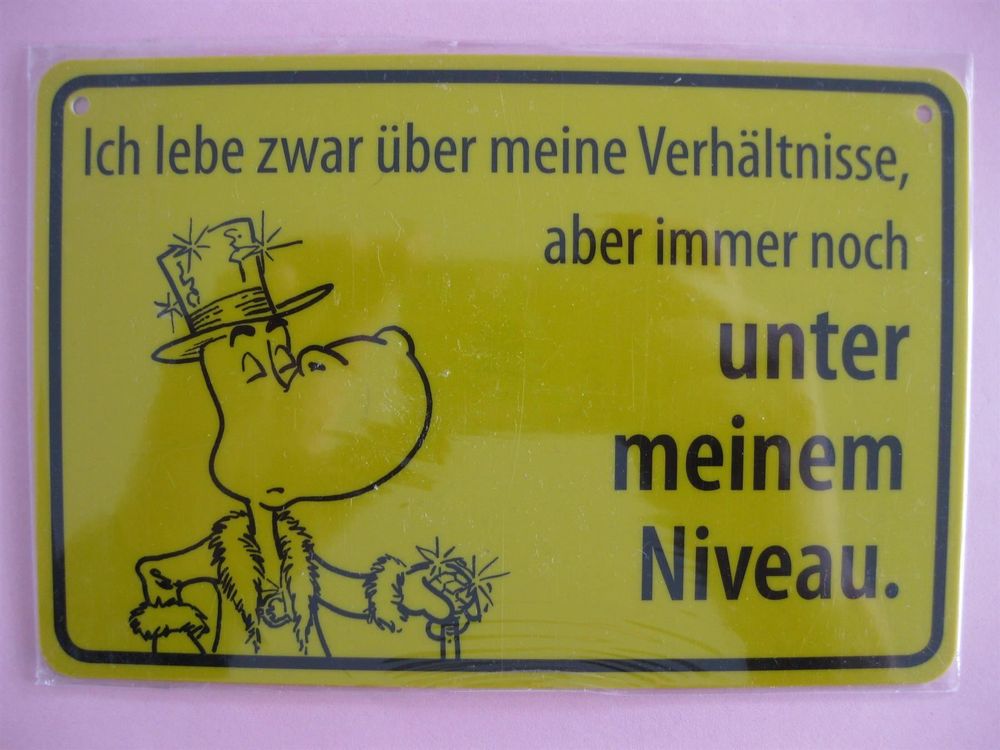 Ich lebe zwar über meine Verhältnisse,
aber immer noch
unter
meinem
Niveau.